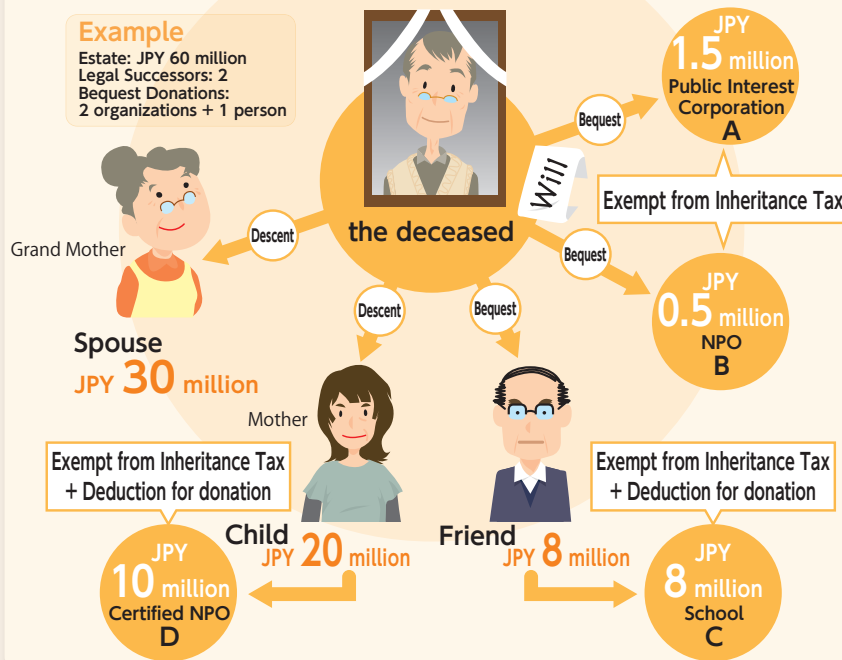 Example
Estate: JPY 60 million
Legal Successors: 2
Bequest Donations:
2 organizations + 1 person
JPY
1.5 million
Public Interest
Corporation
A
Bequest
Will
Exempt from Inheritance Tax
the deceased
Descent
Grand Mother
Bequest
JPY
0.5 million
NPO
B
Descent
Bequest
Spouse
JPY 30 million
Mother
Exempt from Inheritance Tax
+ Deduction for donation
Exempt from Inheritance Tax
+ Deduction for donation
Child
JPY 20 million
Friend
JPY 8 million
JPY
10 million
Certified NPO
D
JPY
8 million
School
C